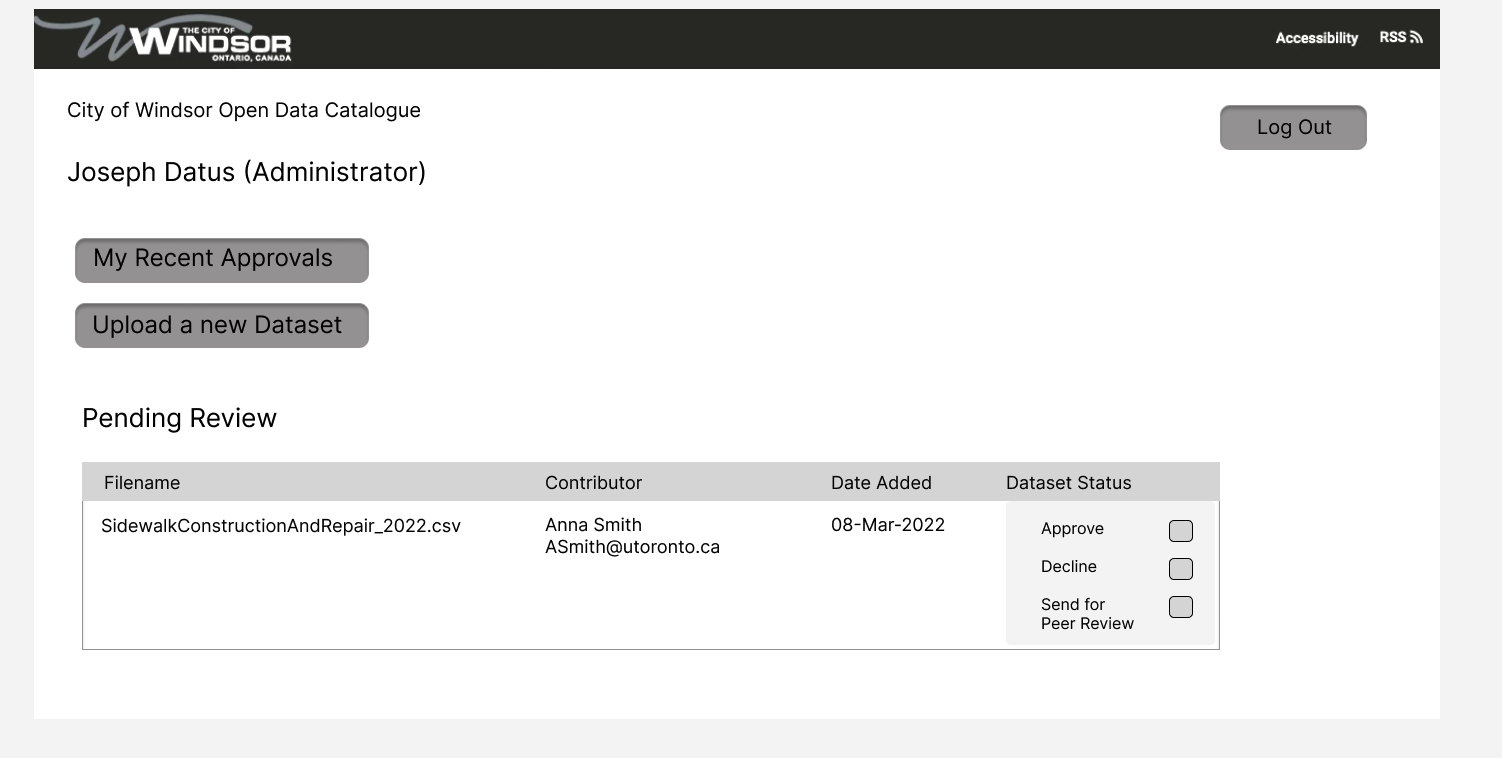 THE CITY OF
WINDSOR
ONTARIO, CANADA
Accessibility RSS
City of Windsor Open Data Catalogue
Log Out
Joseph Datus (Administrator)
My Recent Approvals
Upload a new Dataset
Pending Review
Filename Contributor Date Added Dataset Status
SidewalkConstructionAndRepair_2022.csv Anna Smith 08-Mar-2022 Approve
ASmith@utoronto.ca
Decline
Send for
Peer Review